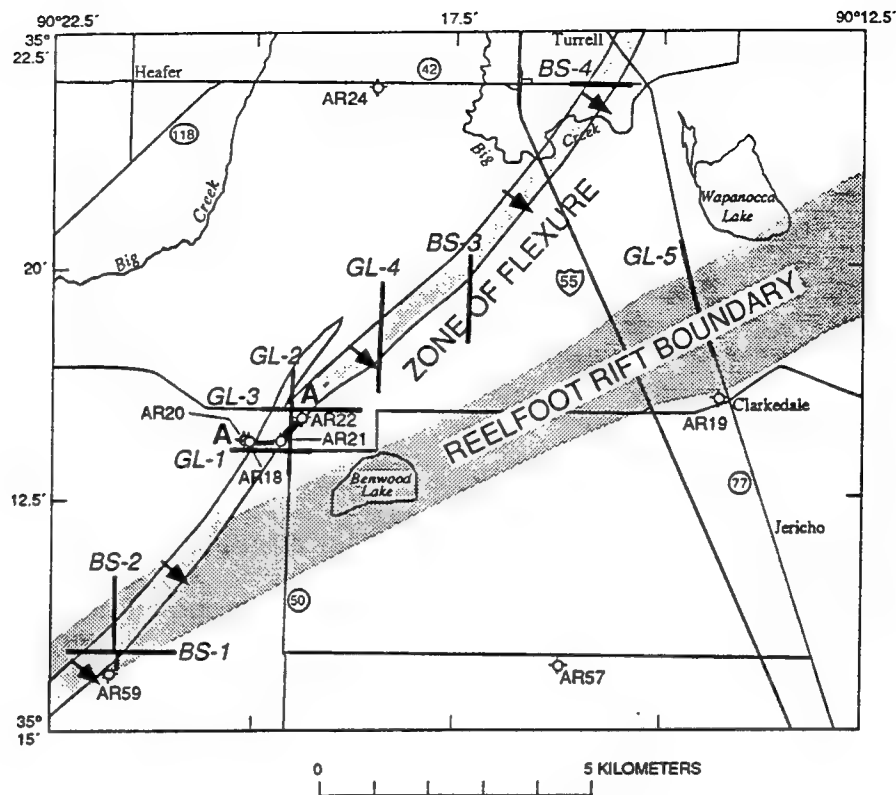 90° 22.5'
17.5'
90° 12.5'
35°
22.5'
Turrell
Heafer
42
BS-4
AR24
118
Big
Creek
Big
Creek
Wapanocca
Lake
20'
BS-3
GL-4
GL-5
55
ZONE OF FLEXURE
REELFOOT RIFT BOUNDARY
GL-2
GL-3
A'
AR20
AR22
A
AR21
AR19
Clarkedale
GL-1
AR18
Benwood
Lake
77
12.5'
Jericho
BS-2
50
BS-1
AR59
AR57
35°
15'
0
5 KILOMETERS